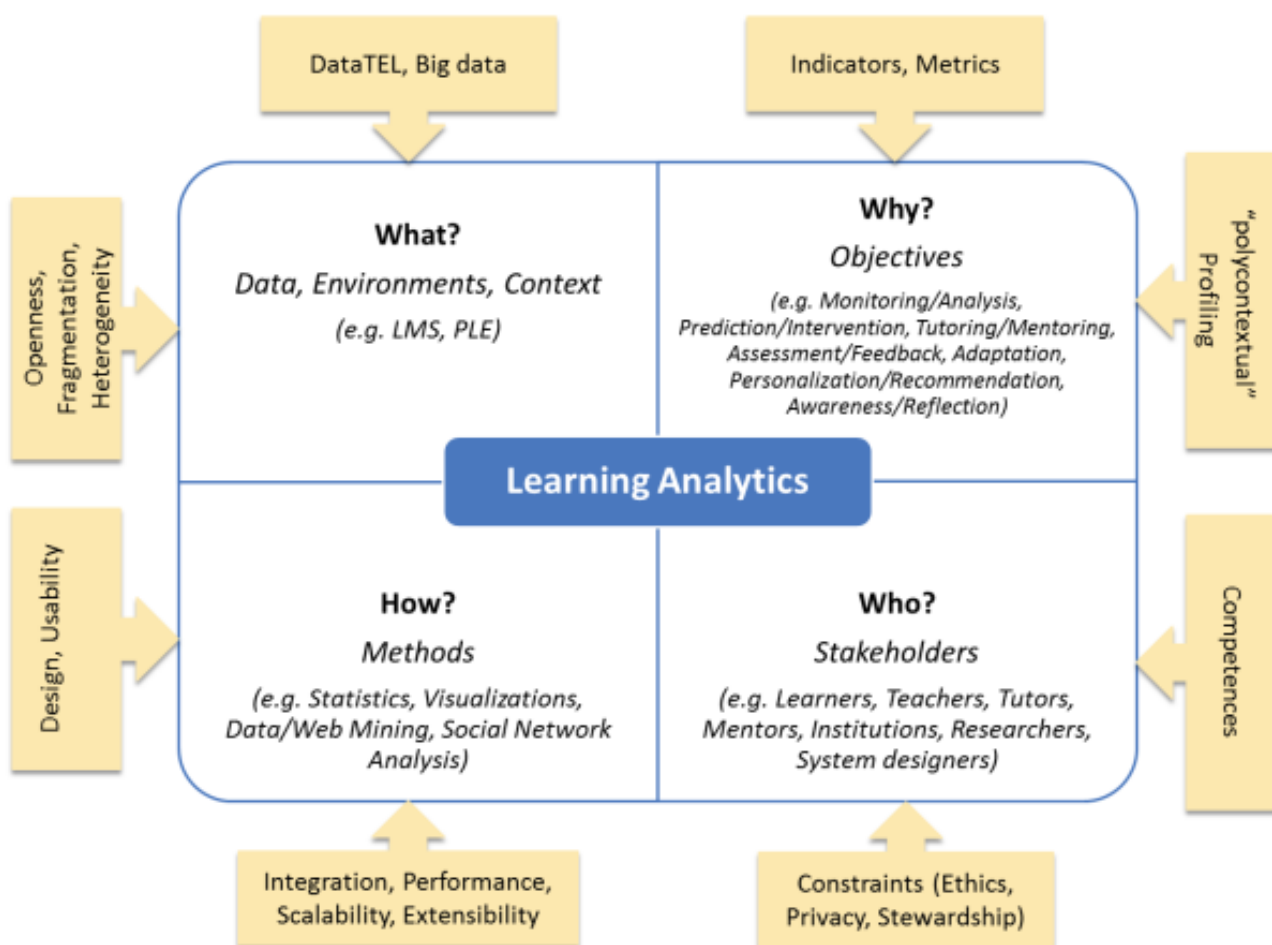 DataTEL, Big data
Indicators, Metrics
Openness,
Fragmentation,
Heterogeneity
What?
Data, Environments, Context
(e.g. LMS, PLE)
Why?
Objectives
(e.g. Monitoring/Analysis,
Prediction/Intervention, Tutoring/Mentoring,
Assessment/Feedback, Adaptation,
Personalization/Recommendation,
Awareness/Reflection)
“polycontextual”
Profiling
Learning Analytics
Design, Usability
How?
Methods
(e.g. Statistics, Visualizations,
Data/Web Mining, Social Network
Analysis)
Who?
Stakeholders
(e.g. Learners, Teachers, Tutors,
Mentors, Institutions, Researchers,
System designers)
Competences
Integration, Performance,
Scalability, Extensibility
Constraints (Ethics,
Privacy, Stewardship)